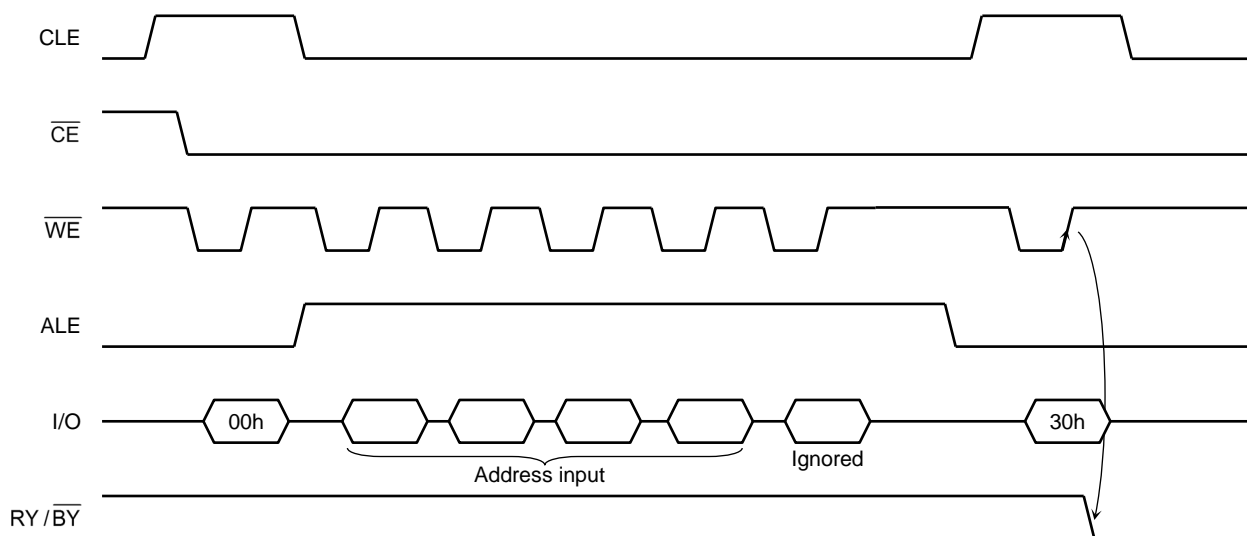 CLE
CE
WE
ALE
I/O
00h
30h
Address input
Ignored
RY / BY